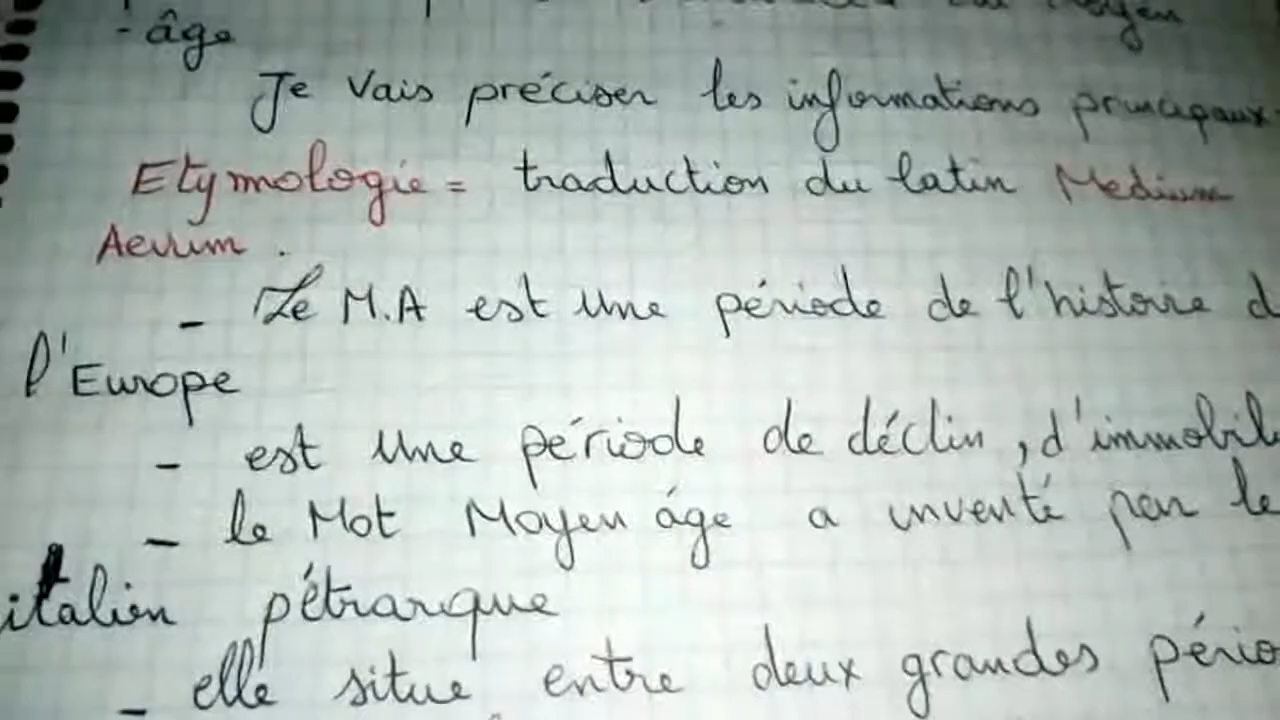 -âge
Je Vais préciser les informations principaux
Etymologie = traduction du latin Medium
Aevum .
- Le M.A est une période de l'histoire d
l'Europe
- est une période de déclin, d'immobil
- le Mot Moyen âge a inventé par le
italien pétrarque
- elle situe entre deux grandes pério